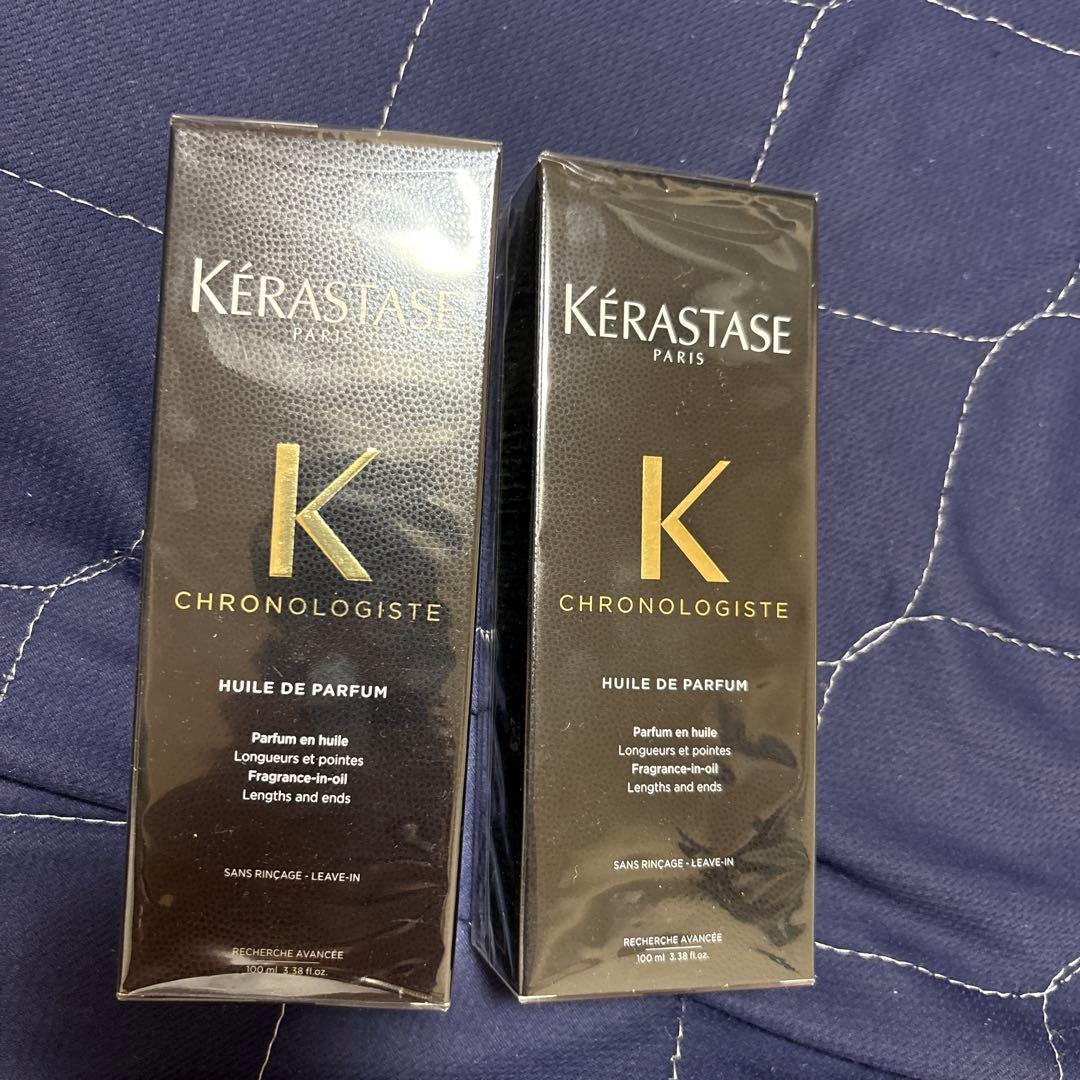 KÉRASTASE
PARIS
K
CHRONOLOGISTE
HUILE DE PARFUM
Parfum en huile
Longueurs et pointes
Fragrance-in-oil
Lengths and ends
SANS RINÇAGE - LEAVE-IN
RECHERCHE AVANCÉE
100 ml 3.38 fl.oz.
KÉRASTASE
PARIS
K
CHRONOLOGISTE
HUILE DE PARFUM
Parfum en huile
Longueurs et pointes
Fragrance-in-oil
Lengths and ends
SANS RINÇAGE - LEAVE-IN
RECHERCHE AVANCÉE
100 ml 3.38 fl.oz.